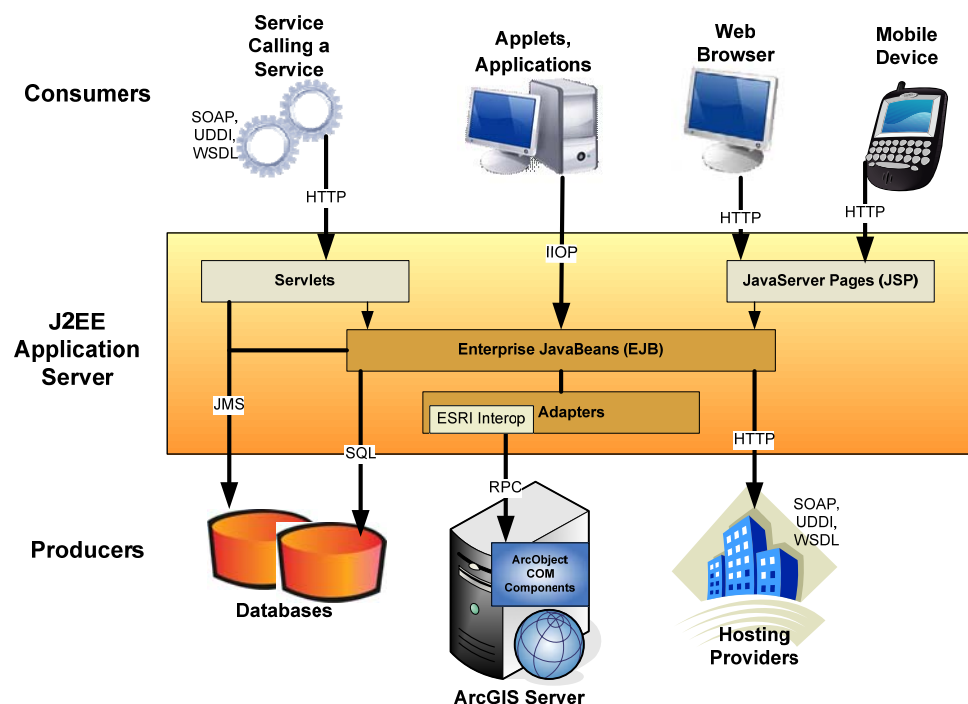 Service
Calling a
Service
Applets,
Applications
Web
Browser
Mobile
Device
Consumers
SOAP,
UDDI,
WSDL
HTTP
HTTP
HTTP
IIOP
Servlets
JavaServer Pages (JSP)
J2EE
Application
Server
Enterprise JavaBeans (EJB)
JMS
ESRI Interop
Adapters
SQL
HTTP
RPC
SOAP,
UDDI,
WSDL
Producers
ArcObject
COM
Components
Databases
Hosting
Providers
ArcGIS Server